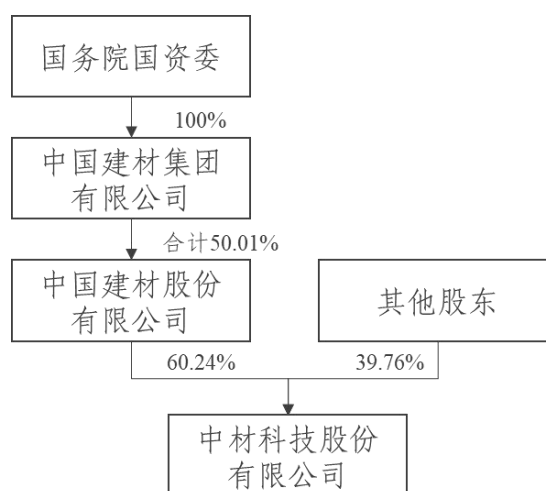 国务院国资委
100%
中国建材集团
有限公司
合计50.01%
中国建材股份
有限公司
其他股东
60.24%
39.76%
中材科技股份
有限公司